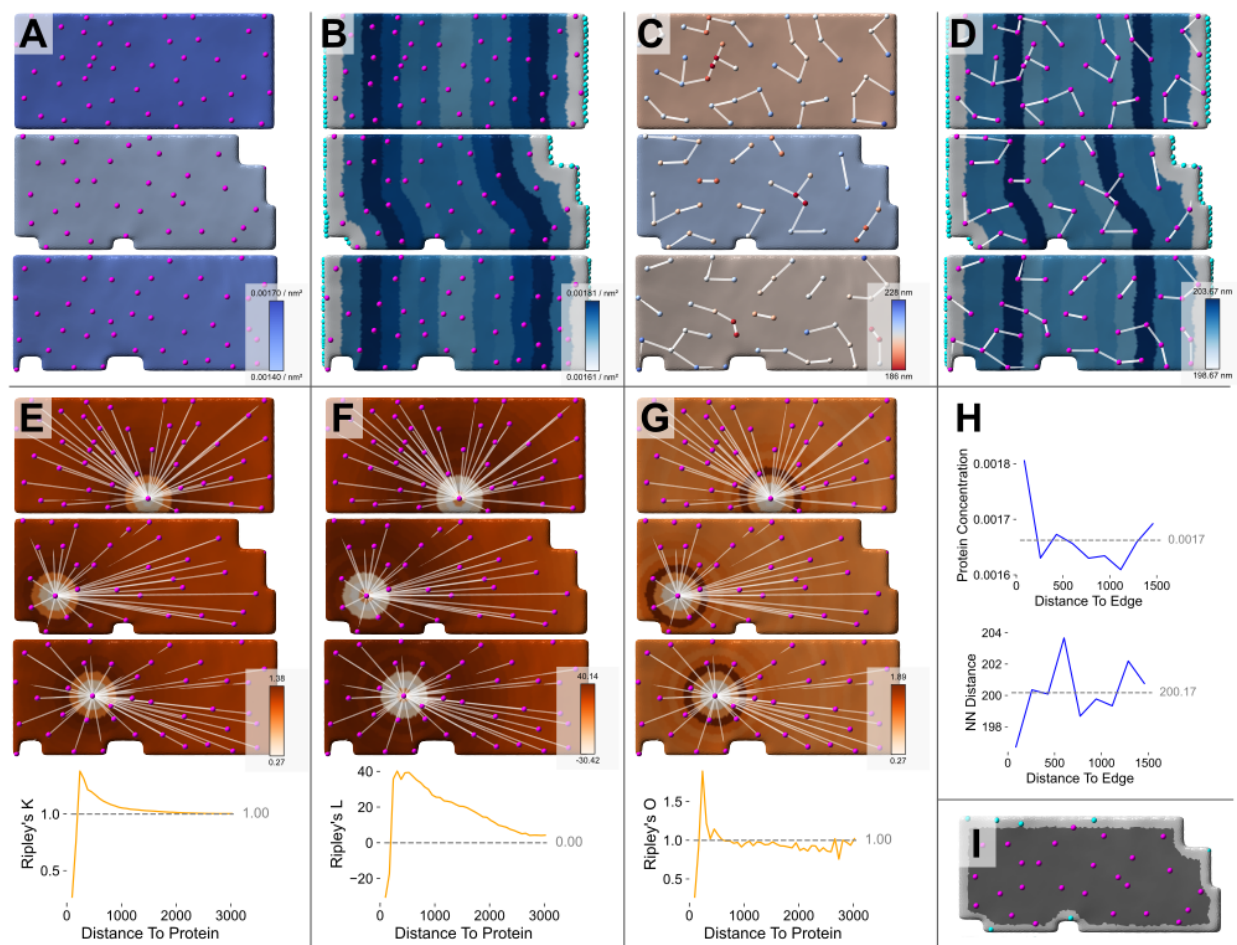 A
B
C
D
0.00170 / nm²
0.00140 / nm²
0.00181 / nm²
0.00161 / nm²
228 nm
186 nm
203.67 nm
198.67 nm
E
F
G
H
1.38
0.27
40.14
-30.42
1.89
0.27
Protein Concentration
0.0018
0.0017
0.0016
0.0017
0
500
1000
1500
Distance To Edge
NN Distance
204
202
200
198
200.17
0
500
1000
1500
Distance To Edge
Ripley's K
1.0
0.5
1.00
0
1000
2000
3000
Distance To Protein
Ripley's L
40
20
0
−20
0.00
0
1000
2000
3000
Distance To Protein
Ripley's O
1.5
1.0
0.5
1.00
0
1000
2000
3000
Distance To Protein
I